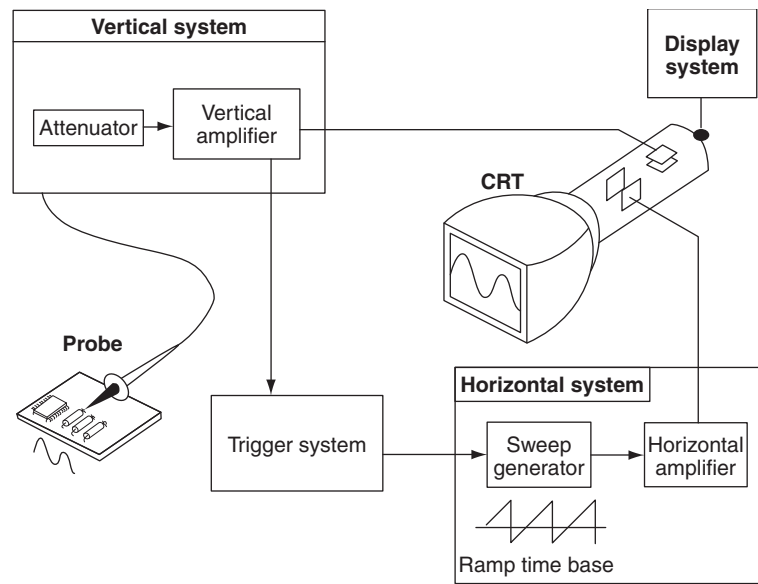 Vertical system
Attenuator
Vertical
amplifier
Display
system
CRT
Probe
Trigger system
Horizontal system
Sweep
generator
Horizontal
amplifier
Ramp time base